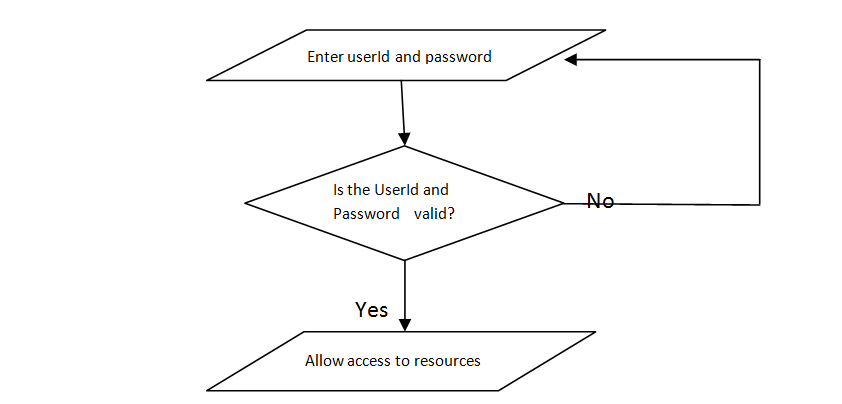 Enter userId and password
Is the UserId and
Password valid?
No
Yes
Allow access to resources